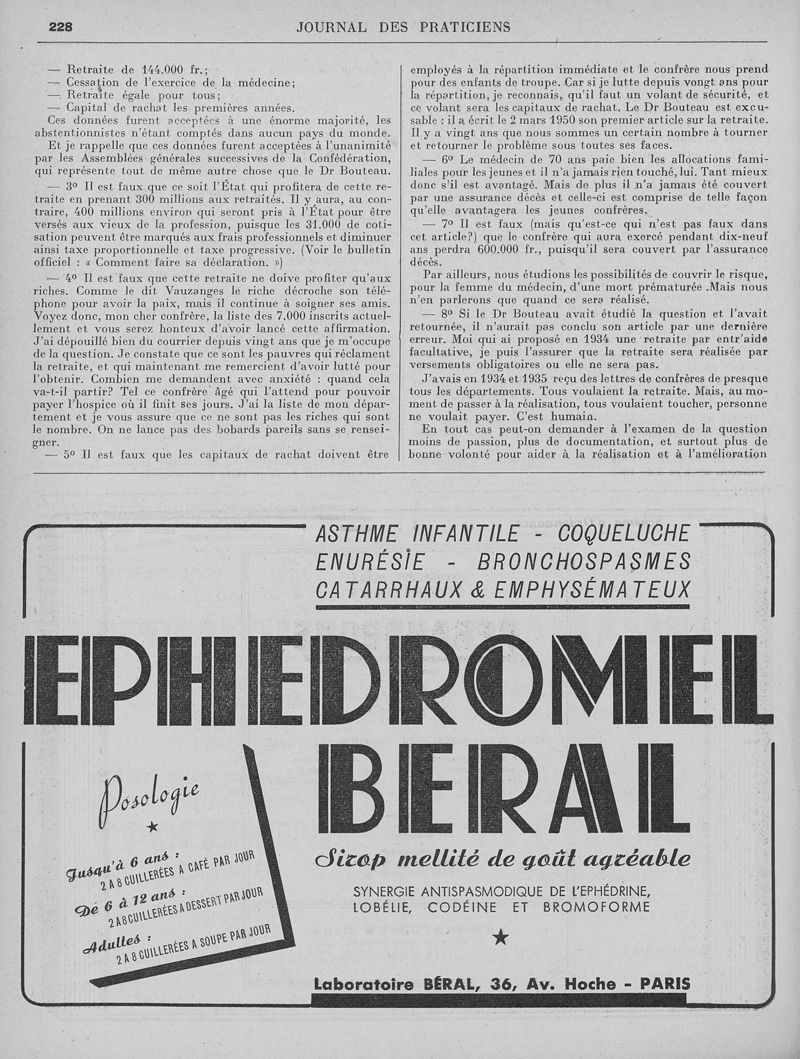 228
JOURNAL DES PRATICIENS
— Retraite de 144.000 fr.;
— Cessation de l'exercice de la médecine;
—. Retraite égale pour tous;
— Capital de rachat les premières années.
Ces données furent acceptées à une énorme majorité, les
abstentionnistes n'étant comptés dans aucun pays du monde.
Et je rappelle que ces données furent acceptées à l'unanimité
par les Assemblées générales successives de la Confédération,
qui représente tout de même autre chose que le Dr Bouteau.
— 3º Il est faux que ce soit l'État qui profitera de cette re-
traite en prenant 300 millions aux retraités. Il y aura, au con-
traire, 400 millions environ qui seront pris à l'État pour être
versés aux vieux de la profession, puisque les 31.000 de coti-
sation peuvent être marqués aux frais professionnels et diminuer
ainsi taxe proportionnelle et taxe progressive. (Voir le bulletin
officiel : « Comment faire sa déclaration. »)
— 4º Il est faux que cette retraite ne doive profiter qu'aux
riches. Comme le dit Vauzanges le riche décroche son télé-
phone pour avoir la paix, mais il continue à soigner ses amis.
Voyez donc, mon cher confrère, la liste des 7.000 inscrits actuel-
lement et vous serez honteux d'avoir lancé cette affirmation.
J'ai dépouillé bien du courrier depuis vingt ans que je m'occupe
de la question. Je constate que ce sont les pauvres qui réclament
la retraite, et qui maintenant me remercient d'avoir lutté pour
l'obtenir. Combien me demandent avec anxiété : quand cela
va-t-il partir? Tel ce confrère âgé qui l'attend pour pouvoir
payer l'hospice où il finit ses jours. J'ai la liste de mon dépar-
tement et je vous assure que ce ne sont pas les riches qui sont
le nombre. On ne lance pas des bobards pareils sans se rensei-
gner.
— 5º Il est faux que les capitaux de rachat doivent être
employés à la répartition immédiate et le confrère nous prend
pour des enfants de troupe. Car si je lutte depuis vingt ans pour
la répartition, je reconnais, qu'il faut un volant de sécurité, et
ce volant sera les capitaux de rachat. Le Dr Bouteau est excu-
sable : il a écrit le 2 mars 1950 son premier article sur la retraite.
Il y a vingt ans que nous sommes un certain nombre à tourner
et retourner le problème sous toutes ses faces.
— 6º Le médecin de 70 ans paie bien les allocations fami-
liales pour les jeunes et il n'a jamais rien touché, lui. Tant mieux
donc s'il est avantagé. Mais de plus il n'a jamais été couvert
par une assurance décès et celle-ci est comprise de telle façon
qu'elle avantagera les jeunes confrères.
— 7º Il est faux (mais qu'est-ce qui n'est pas faux dans
cet article?) que le confrère qui aura exercé pendant dix-neuf
ans perdra 600.000 fr., puisqu'il sera couvert par l'assurance
décès.
Par ailleurs, nous étudions les possibilités de couvrir le risque,
pour la femme du médecin, d'une mort prématurée .Mais nous
n'en parlerons que quand ce sera réalisé.
— 8º Si le Dr Bouteau avait étudié la question et l'avait
retournée, il n'aurait pas conclu son article par une dernière
erreur. Moi qui ai proposé en 1934 une retraite par entr'aide
facultative, je puis l'assurer que la retraite sera réalisée par
versements obligatoires ou elle ne sera pas.
J'avais en 1934 et 1935 reçu des lettres de confrères de presque
tous les départements. Tous voulaient la retraite. Mais, au mo-
ment de passer à la réalisation, tous voulaient toucher, personne
ne voulait payer. C'est humain.
En tout cas peut-on demander à l'examen de la question
moins de passion, plus de documentation, et surtout plus de
bonne volonté pour aider à la réalisation et à l'amélioration
ASTHME INFANTILE - COQUELUCHE
ENURÉSIE - BRONCHOSPASMES
CATARRHAUX & EMPHYSÉMATEUX
EPHEDROMEL
BERAL
Posologie
Jusqu'à 6 ans :
2 A 8 CUILLERÉES A CAFÉ PAR JOUR
De 6 à 12 ans :
2 A 8 CUILLERÉES A DESSERT PAR JOUR
Adultes :
2 A 8 CUILLERÉES A SOUPE PAR JOUR
Sirop mellité de goût agréable
SYNERGIE ANTISPASMODIQUE DE L'EPHÉDRINE,
LOBÉLIE, CODÉINE ET BROMOFORME
Laboratoire BÉRAL, 36, Av. Hoche - PARIS